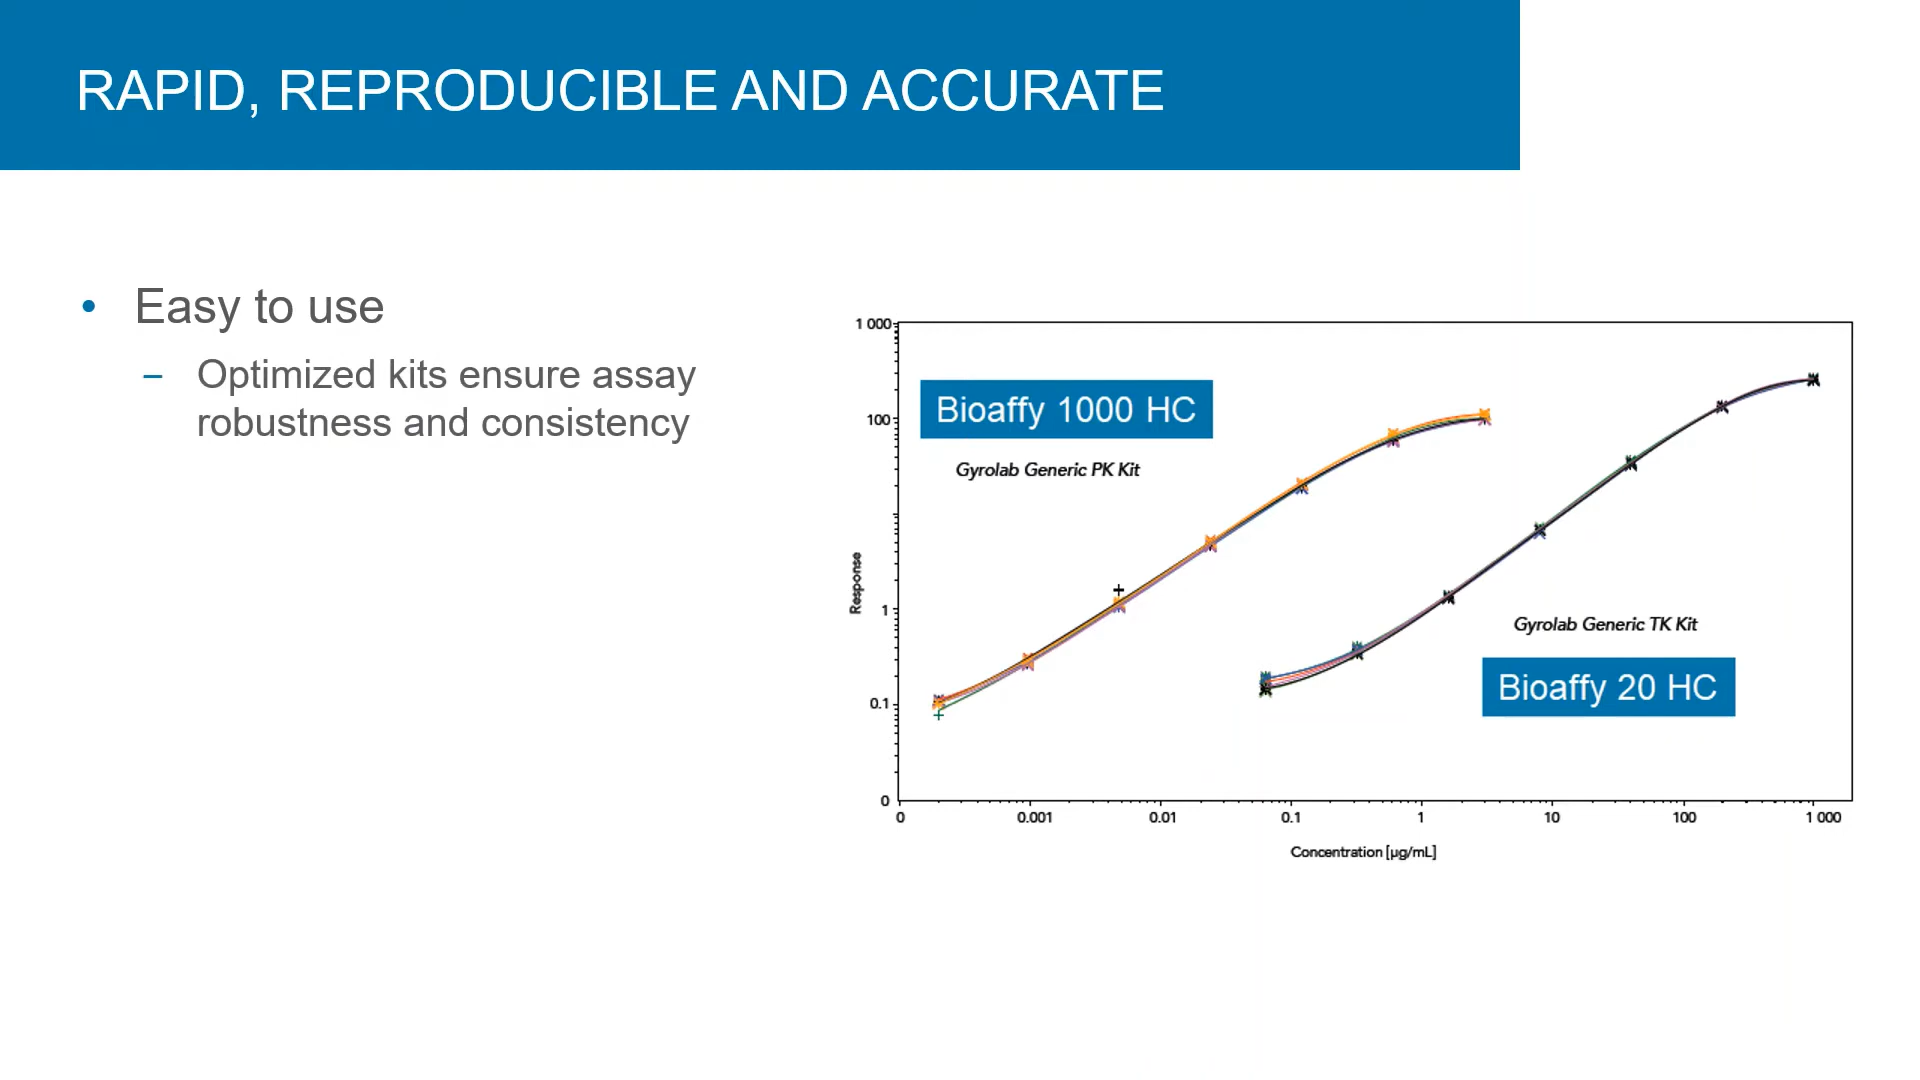 RAPID, REPRODUCIBLE AND ACCURATE
• Easy to use
– Optimized kits ensure assay
robustness and consistency
1 000
100
1
0.1
0
Response
Bioaffy 1000 HC
Gyrolab Generic PK Kit
Gyrolab Generic TK Kit
Bioaffy 20 HC
0 0.001 0.01 0.1 1 10 100 1 000
Concentration [µg/mL]